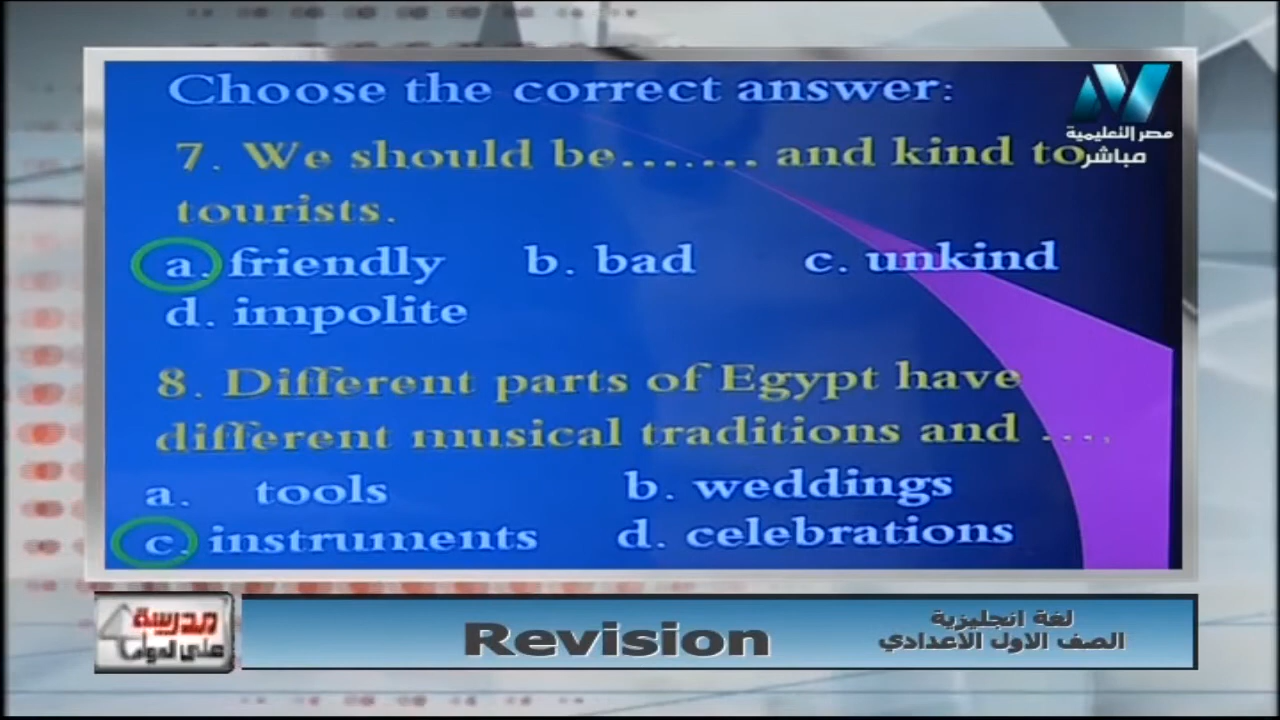 Choose the correct answer:
7. We should be....... and kind to
tourists.
a. friendly b. bad c. unkind
d. impolite
8. Different parts of Egypt have
different musical traditions and ....
a. tools b. weddings
c. instruments d. celebrations
مصر التعليمية
مباشر
مدرسة
على الهواء
Revision
لغة انجليزية
الصف الاول الاعدادي